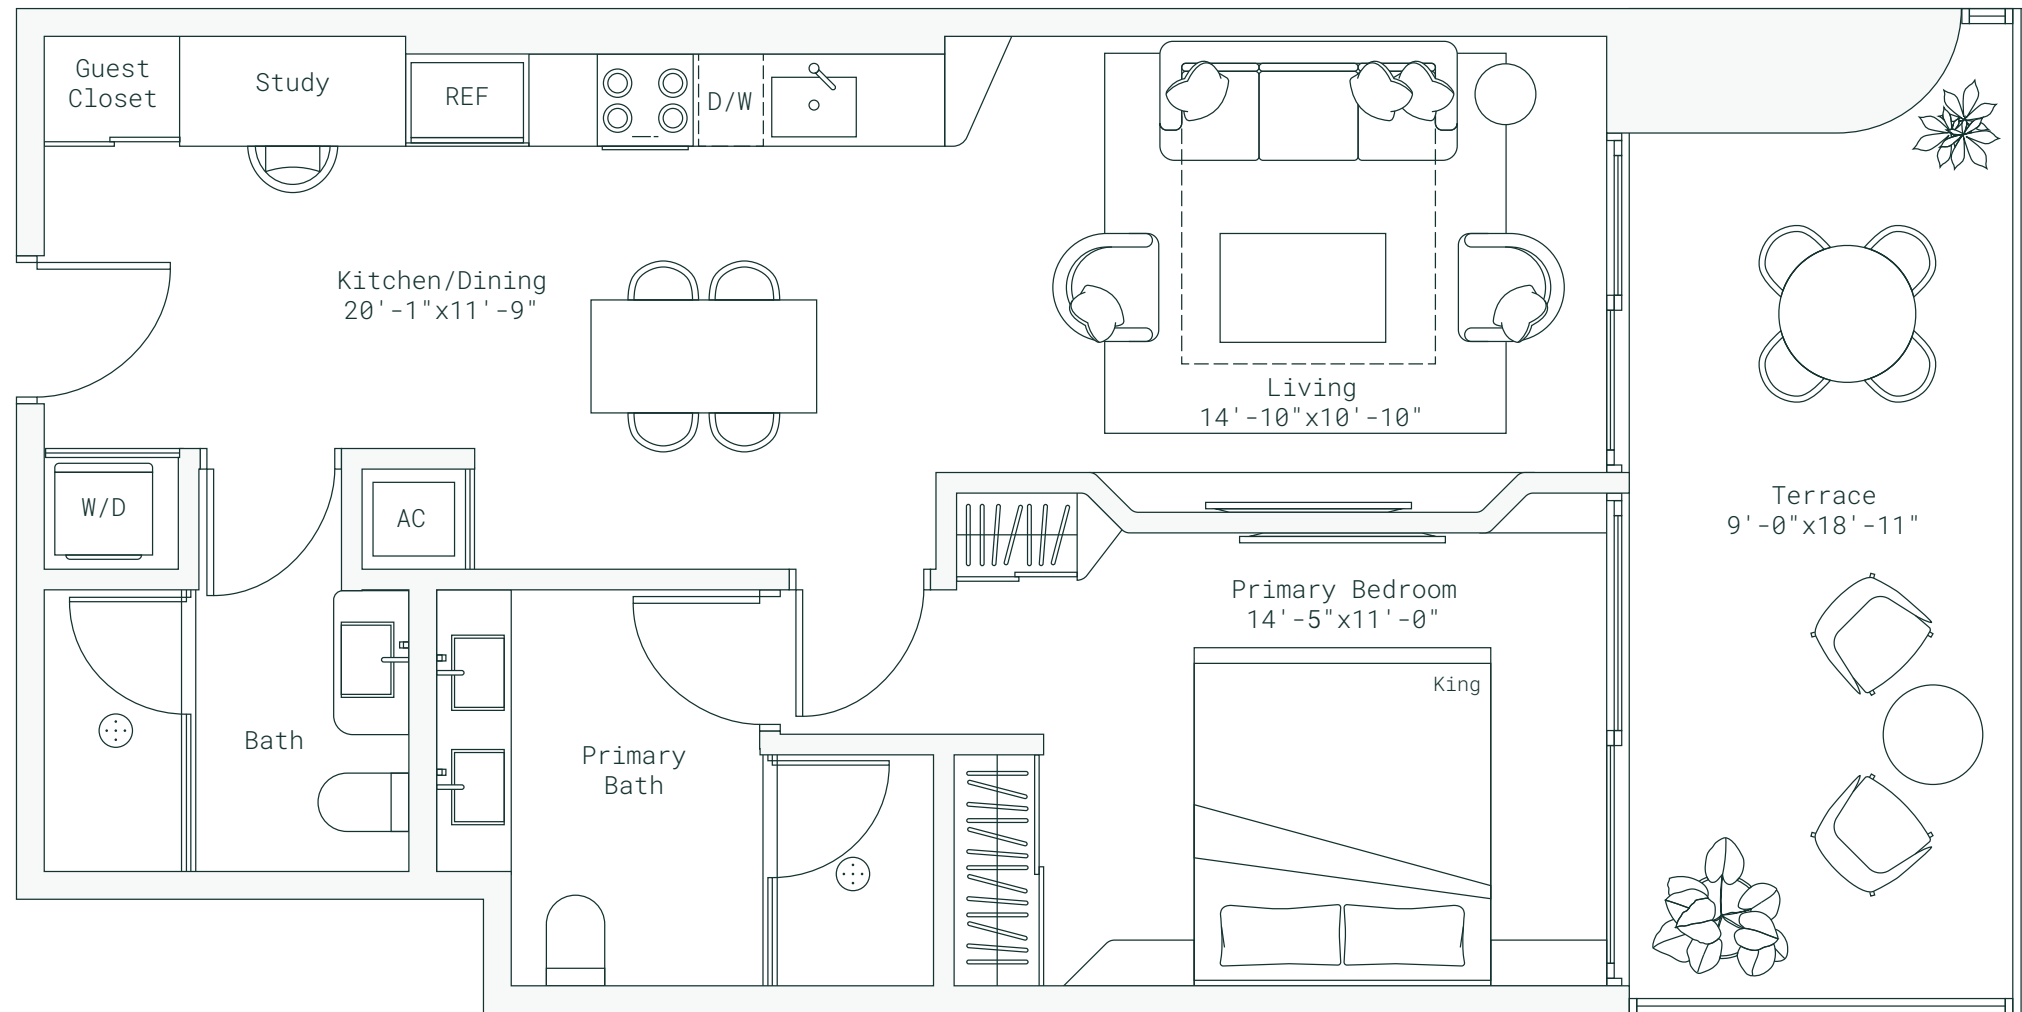 Guest
Closet
Study
REF
D/W
Kitchen/Dining
20'-1"x11'-9"
Living
14'-10"x10'-10"
W/D
AC
Terrace
9'-0"x18'-11"
Primary Bedroom
14'-5"x11'-0"
King
Bath
Primary
Bath